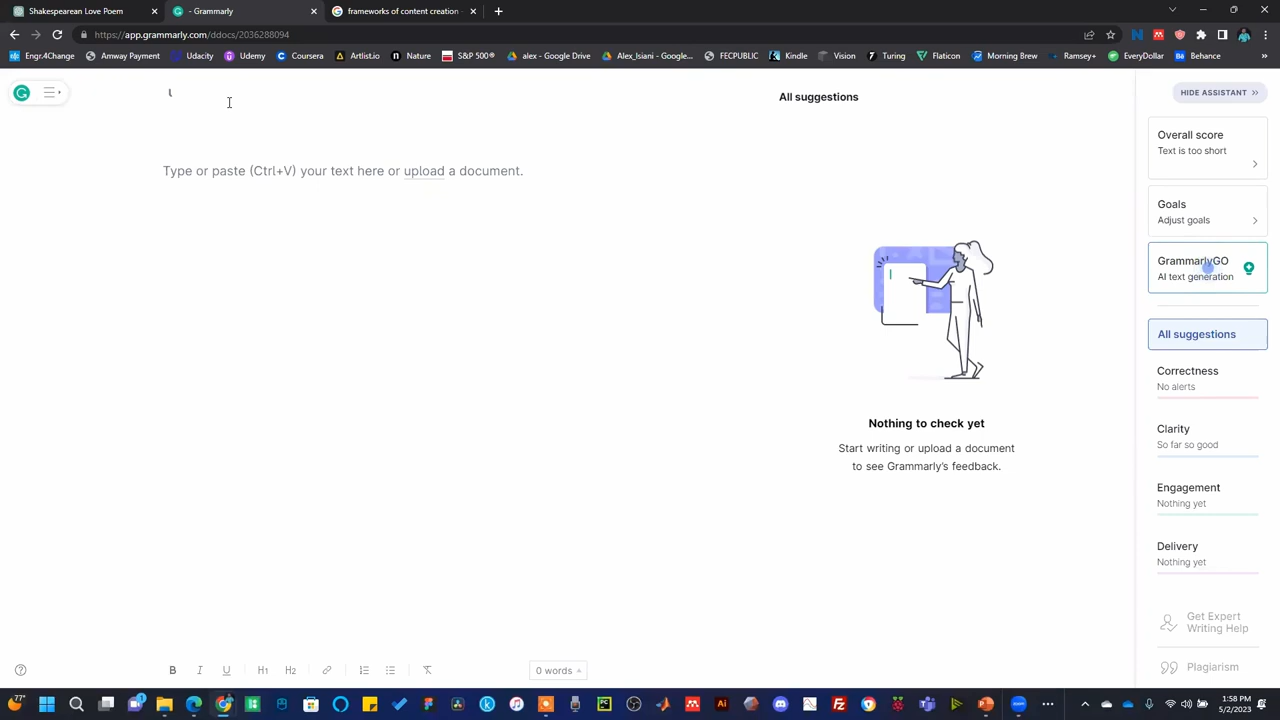 Shakespearean Love Poem
- Grammarly
frameworks of content creation
https://app.grammarly.com/ddocs/2036288094
Engr.4Change
Amway Payment
Udacity
Udemy
Coursera
Artlist.io
Nature
S&P 500®
alex - Google...
Alex_Isiani - Googl...
FECPUBLIC
Kindle
Vision
Turing
Flaticon
Morning Brew
Ramsey+
EveryDollar
Behance
All suggestions
HIDE ASSISTANT
Type or paste (Ctrl+V) your text here or upload a document.
Overall score
Text is too short
Goals
Adjust goals
GrammarlyGO
AI text generation
All suggestions
Correctness
No alerts
Nothing to check yet
Start writing or upload a document
to see Grammarly's feedback.
Clarity
So far so good
Engagement
Nothing yet
Delivery
Nothing yet
Get Expert
Writing Help
Plagiarism
B I U H1 H2
0 words
77°
1:58 PM
5/2/2023